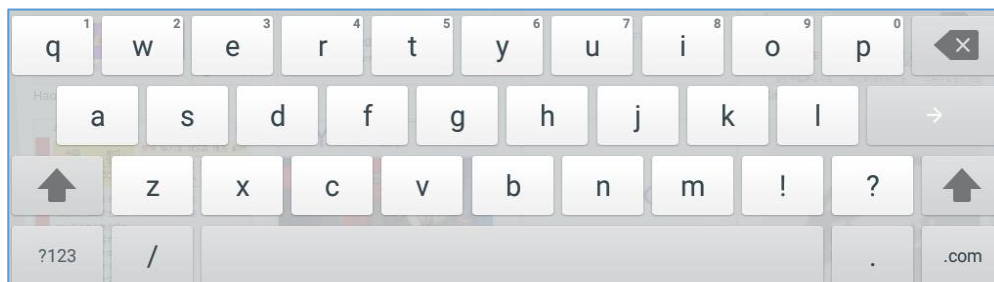 q 1 w 2 e 3 r 4 t 5 y 6 u 7 i 8 o 9 p 0
a s d f g h j k l
z x c v b n m ! ?
?123 / . .com